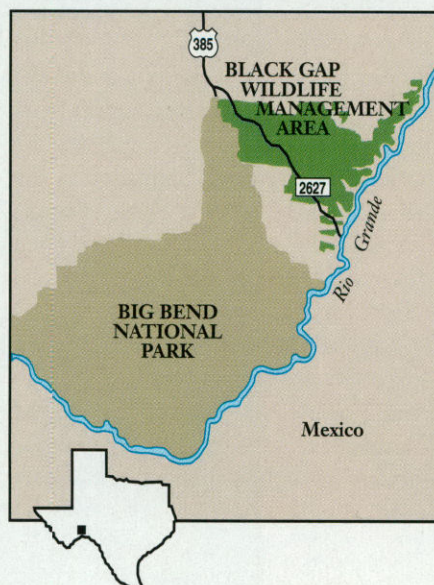 385
BLACK GAP
WILDLIFE
MANAGEMENT
AREA
2627
Rio Grande
BIG BEND
NATIONAL
PARK
Mexico